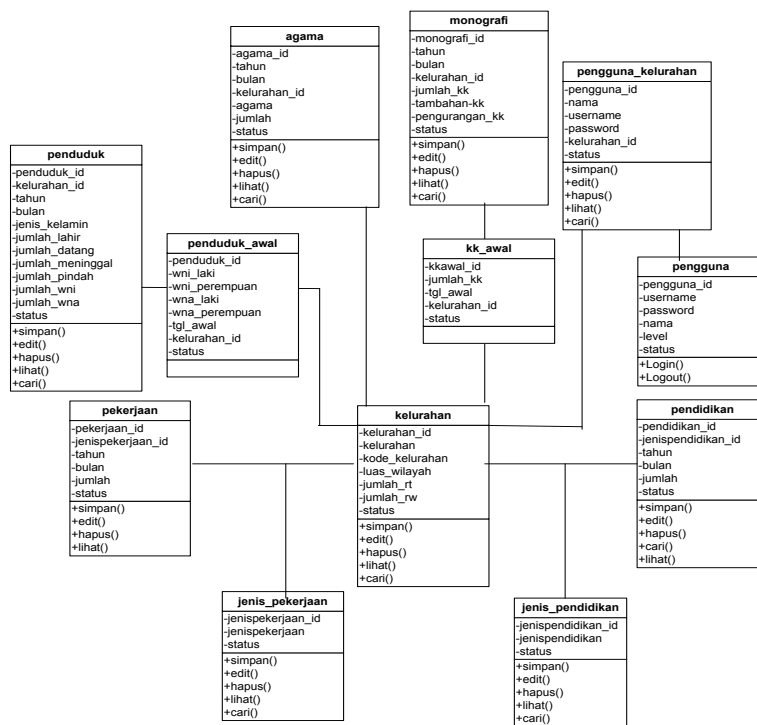 agama
-agama_id
-tahun
-bulan
-kelurahan_id
-agama
-jumlah
-status
+simpan()
+edit()
+hapus()
+lihat()
+cari()
monografi
-monografi_id
-tahun
-bulan
-kelurahan_id
-jumlah_kk
-tambahan-kk
-pengurangan_kk
-status
+simpan()
+edit()
+hapus()
+lihat()
+cari()
pengguna_kelurahan
-pengguna_id
-nama
-username
-password
-kelurahan_id
-status
+simpan()
+edit()
+hapus()
+lihat()
+cari()
penduduk
-penduduk_id
-kelurahan_id
-tahun
-bulan
-jenis_kelamin
-jumlah_lahir
-jumlah_datang
-jumlah_meninggal
-jumlah_pindah
-jumlah_wni
-jumlah_wna
-status
+simpan()
+edit()
+hapus()
+lihat()
+cari()
penduduk_awal
-penduduk_id
-wni_laki
-wni_perempuan
-wna_laki
-wna_perempuan
-tgl_awal
-kelurahan_id
-status
kk_awal
-kkawal_id
-jumlah_kk
-tgl_awal
-kelurahan_id
-status
pengguna
-pengguna_id
-username
-password
-nama
-level
-status
+Login()
+Logout()
pekerjaan
-pekerjaan_id
-jenispekerjaan_id
-tahun
-bulan
-jumlah
-status
+simpan()
+edit()
+hapus()
+lihat()
kelurahan
-kelurahan_id
-kelurahan
-kode_kelurahan
-luas_wilayah
-jumlah_rt
-jumlah_rw
-status
+simpan()
+edit()
+hapus()
+lihat()
+cari()
pendidikan
-pendidikan_id
-jenispendidikan_id
-tahun
-bulan
-jumlah
-status
+simpan()
+edit()
+hapus()
+cari()
+lihat()
jenis_pekerjaan
-jenispekerjaan_id
-jenispekerjaan
-status
+simpan()
+edit()
+hapus()
+lihat()
+cari()
jenis_pendidikan
-jenispendidikan_id
-jenispendidikan
-status
+simpan()
+edit()
+hapus()
+lihat()
+cari()